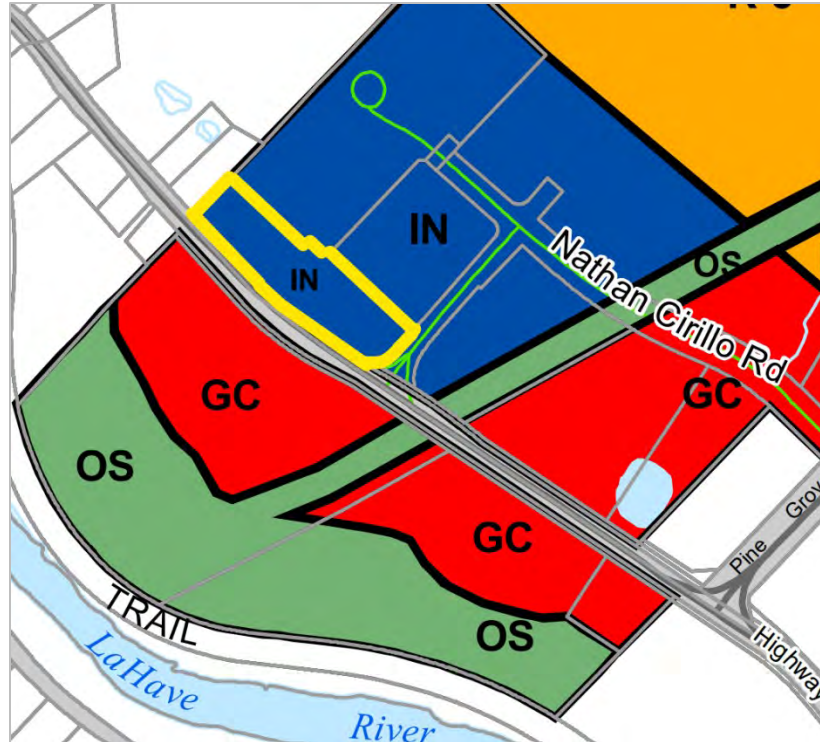 IN
IN
OS
Nathan Cirillo Rd
GC
GC
OS
GC
Pine Grov
OS
TRAIL
Highway
LaHave
River